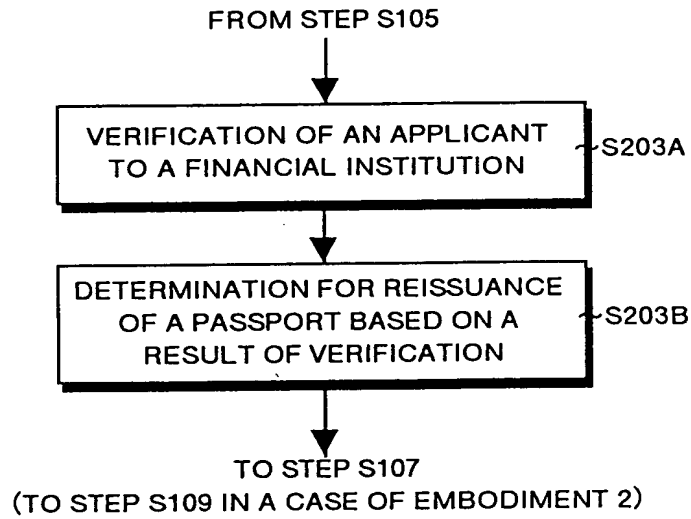 FROM STEP S105
VERIFICATION OF AN APPLICANT
TO A FINANCIAL INSTITUTION
S203A
DETERMINATION FOR REISSUANCE
OF A PASSPORT BASED ON A
RESULT OF VERIFICATION
S203B
TO STEP S107
(TO STEP S109 IN A CASE OF EMBODIMENT 2)